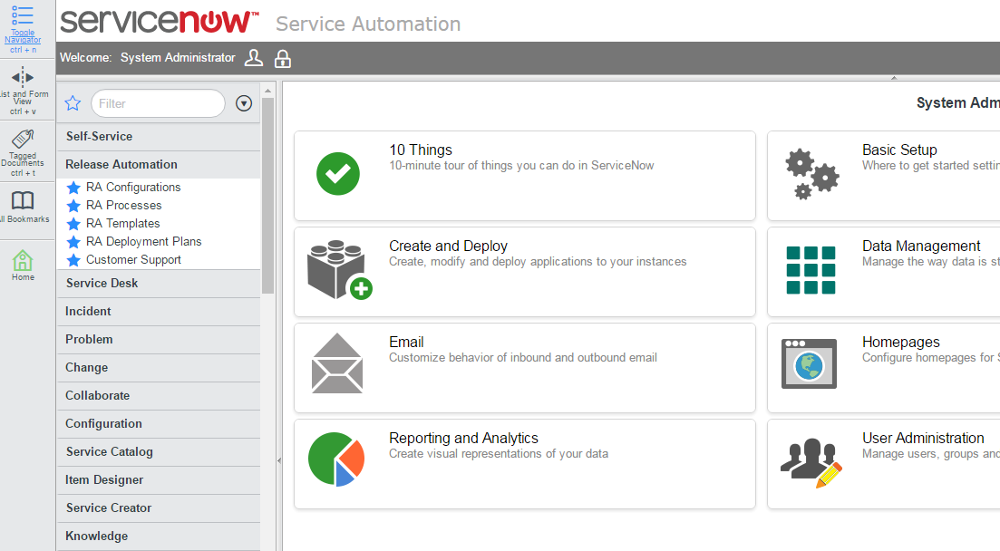 servicenow™ Service Automation
Welcome: System Administrator
Toggle
Navigator
ctrl + n
ist and Form
View
ctrl + v
Tagged
Documents
ctrl + t
ll Bookmarks
Home
Filter
Self-Service
Release Automation
RA Configurations
RA Processes
RA Templates
RA Deployment Plans
Customer Support
Service Desk
Incident
Problem
Change
Collaborate
Configuration
Service Catalog
Item Designer
Service Creator
Knowledge
System Adm
10 Things
10-minute tour of things you can do in ServiceNow
Basic Setup
Where to get started settin
Create and Deploy
Create, modify and deploy applications to your instances
Data Management
Manage the way data is st
Email
Customize behavior of inbound and outbound email
Homepages
Configure homepages for S
Reporting and Analytics
Create visual representations of your data
User Administration
Manage users, groups and